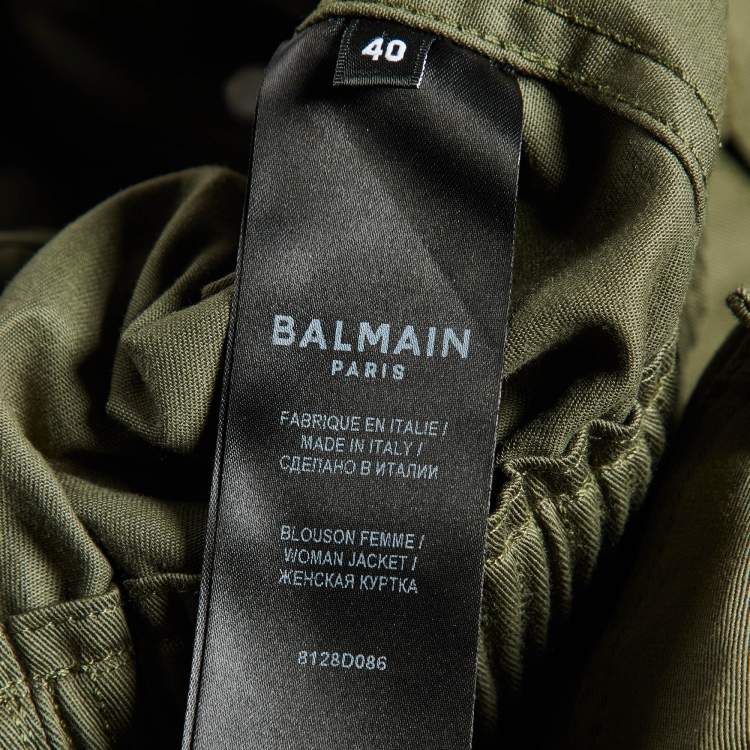 40
BALMAIN
PARIS
FABRIQUE EN ITALIE /
MADE IN ITALY /
СДЕЛАНО В ИТАЛИИ
BLOUSON FEMME /
WOMAN JACKET /
ЖЕНСКАЯ КУРТКА
8128D086